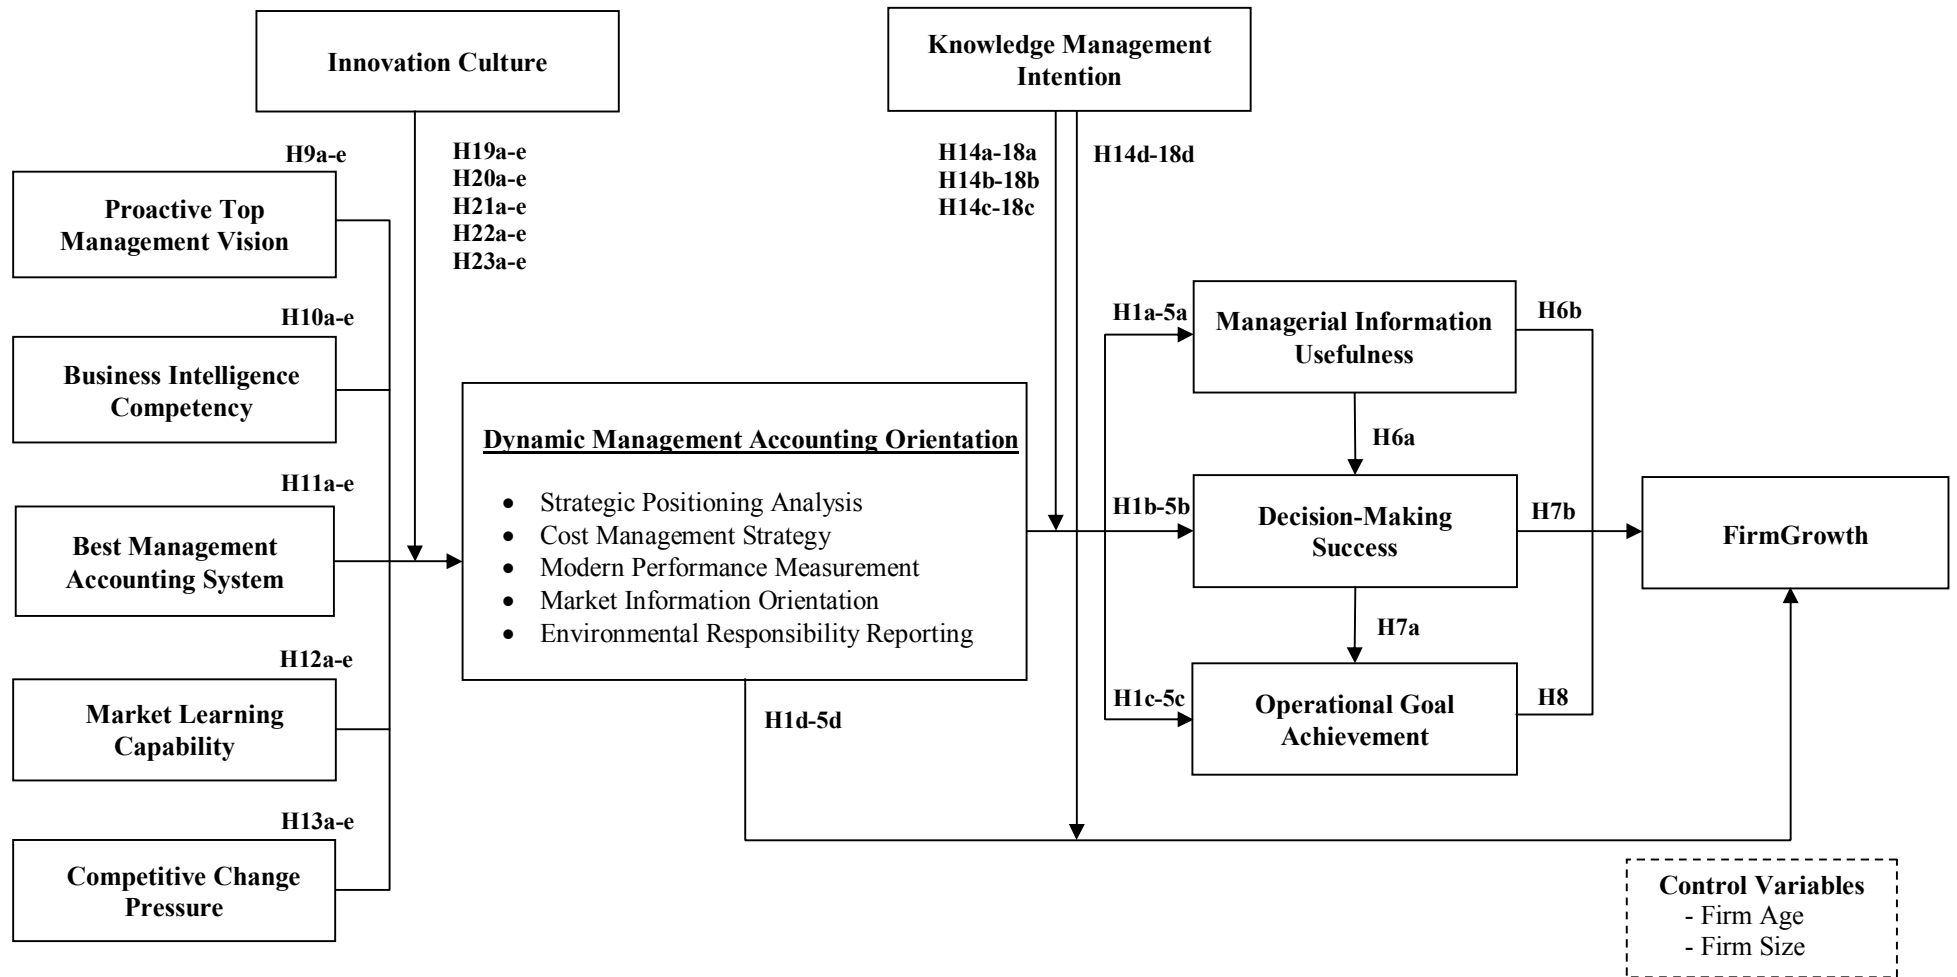 Innovation Culture
Knowledge Management
Intention
H9a-e
H19a-e
H20a-e
H21a-e
H22a-e
H23a-e
H14a-18a
H14b-18b
H14c-18c
H14d-18d
Proactive Top
Management Vision
H10a-e
Business Intelligence
Competency
H11a-e
Best Management
Accounting System
H12a-e
Market Learning
Capability
H13a-e
Competitive Change
Pressure
Dynamic Management Accounting Orientation
• Strategic Positioning Analysis
• Cost Management Strategy
• Modern Performance Measurement
• Market Information Orientation
• Environmental Responsibility Reporting
H1d-5d
H1a-5a
H1b-5b
H1c-5c
Managerial Information
Usefulness
H6a
Decision-Making
Success
H7a
Operational Goal
Achievement
H6b
H7b
H8
FirmGrowth
Control Variables
- Firm Age
- Firm Size